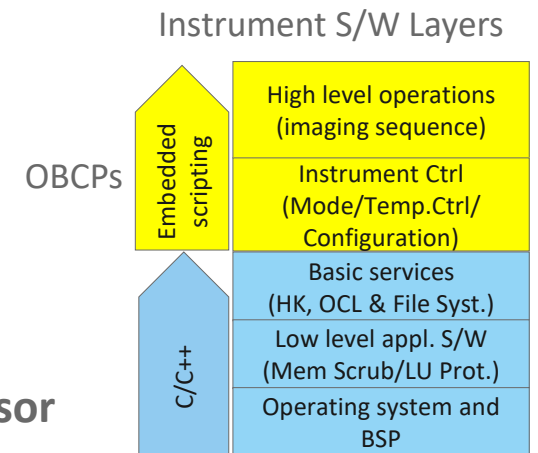 Instrument S/W Layers
High level operations
(imaging sequence)
Embedded
scripting
OBCPs
Instrument Ctrl
(Mode/Temp.Ctrl/
Configuration)
Basic services
(HK, OCL & File Syst.)
C/C++
Low level appl. S/W
(Mem Scrub/LU Prot.)
sor
Operating system and
BSP